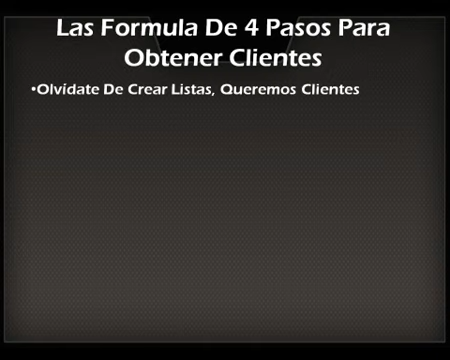 Las Formula De 4 Pasos Para
Obtener Clientes
•Olvídate De Crear Listas, Queremos Clientes